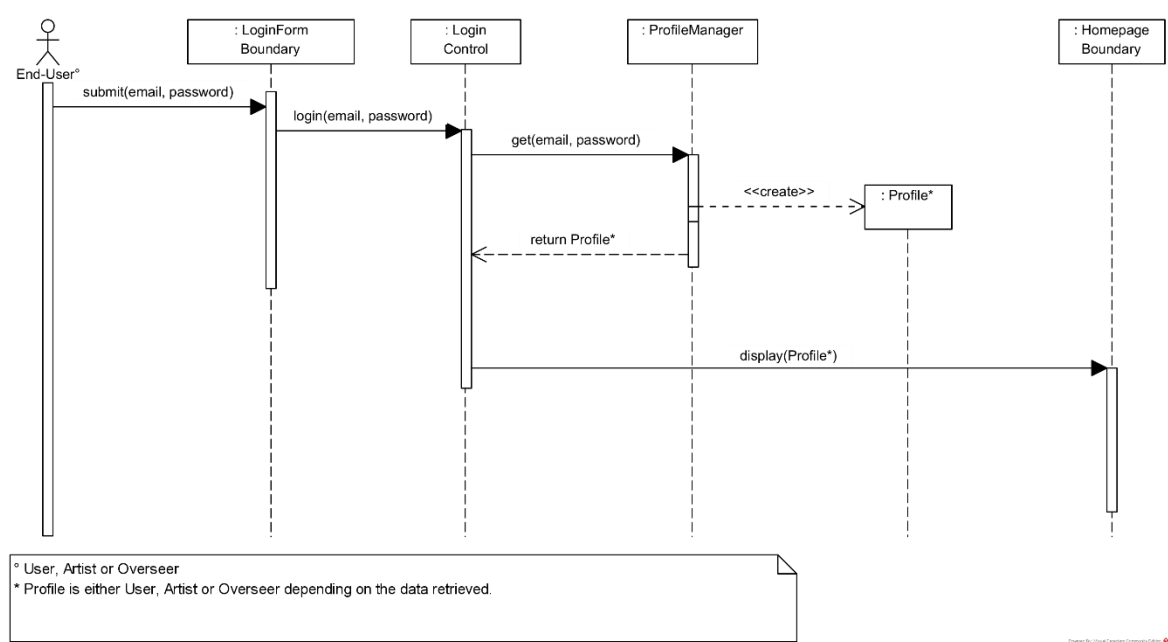 : LoginForm
Boundary
: Login
Control
: ProfileManager
: Homepage
Boundary
End-User°
submit(email, password)
login(email, password)
get(email, password)
<<create>>
: Profile*
return Profile*
display(Profile*)
° User, Artist or Overseer
* Profile is either User, Artist or Overseer depending on the data retrieved.